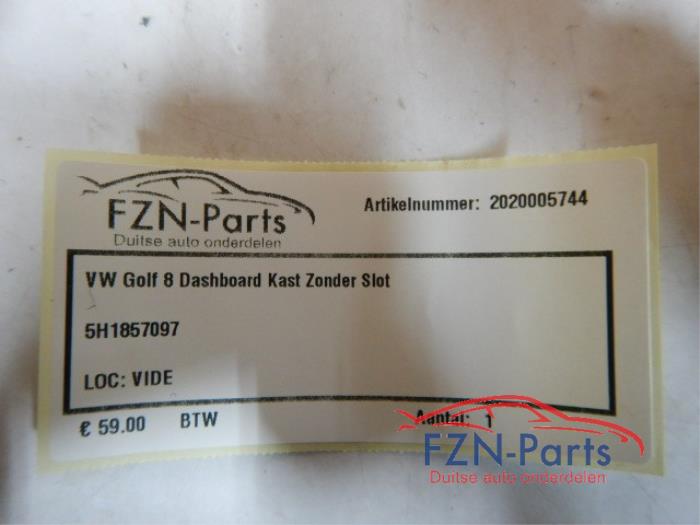 FZN-Parts
Duitse auto onderdelen
Artikelnummer: 2020005744
VW Golf 8 Dashboard Kast Zonder Slot
5H1857097
LOC: VIDE
€ 59.00 BTW
Aantal: 1
FZN-Parts
Duitse auto onderdelen